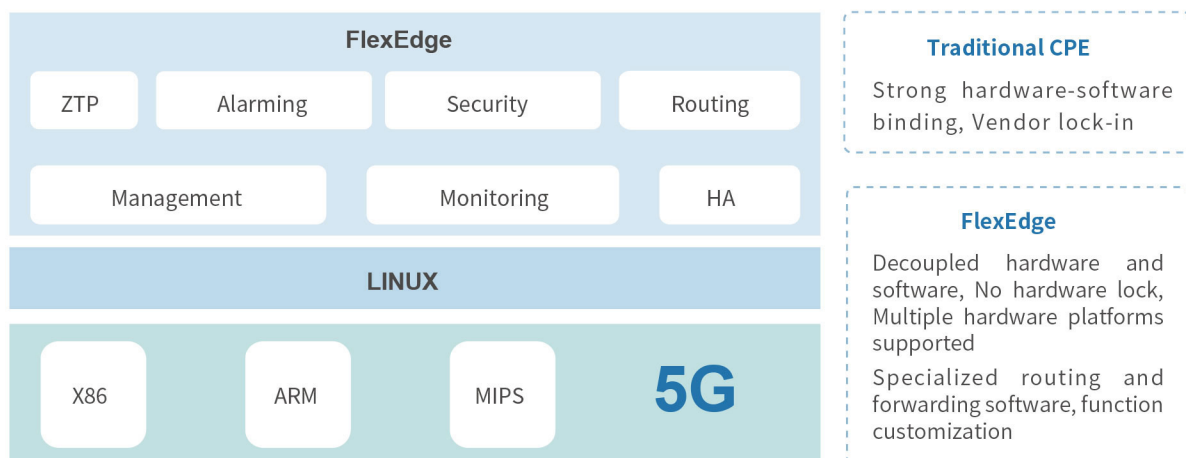 FlexEdge
ZTP
Alarming
Security
Routing
Management
Monitoring
HA
LINUX
X86
ARM
MIPS
5G
Traditional CPE
Strong hardware-software
binding, Vendor lock-in
FlexEdge
Decoupled hardware and
software, No hardware lock,
Multiple hardware platforms
supported
Specialized routing and
forwarding software, function
customization